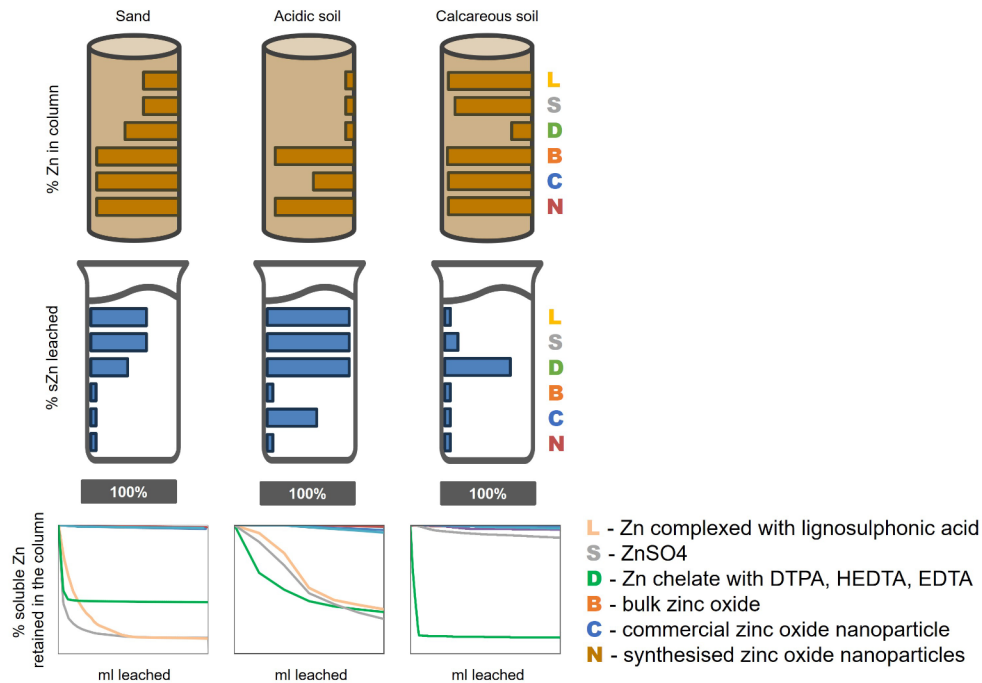 Sand
Acidic soil
Calcareous soil
% Zn in column
L
S
D
B
C
N
% sZn leached
L
S
D
B
C
N
100%
100%
100%
% soluble Zn
retained in the column
ml leached
ml leached
ml leached
L - Zn complexed with lignosulphonic acid
S - ZnSO4
D - Zn chelate with DTPA, HEDTA, EDTA
B - bulk zinc oxide
C - commercial zinc oxide nanoparticle
N - synthesised zinc oxide nanoparticles